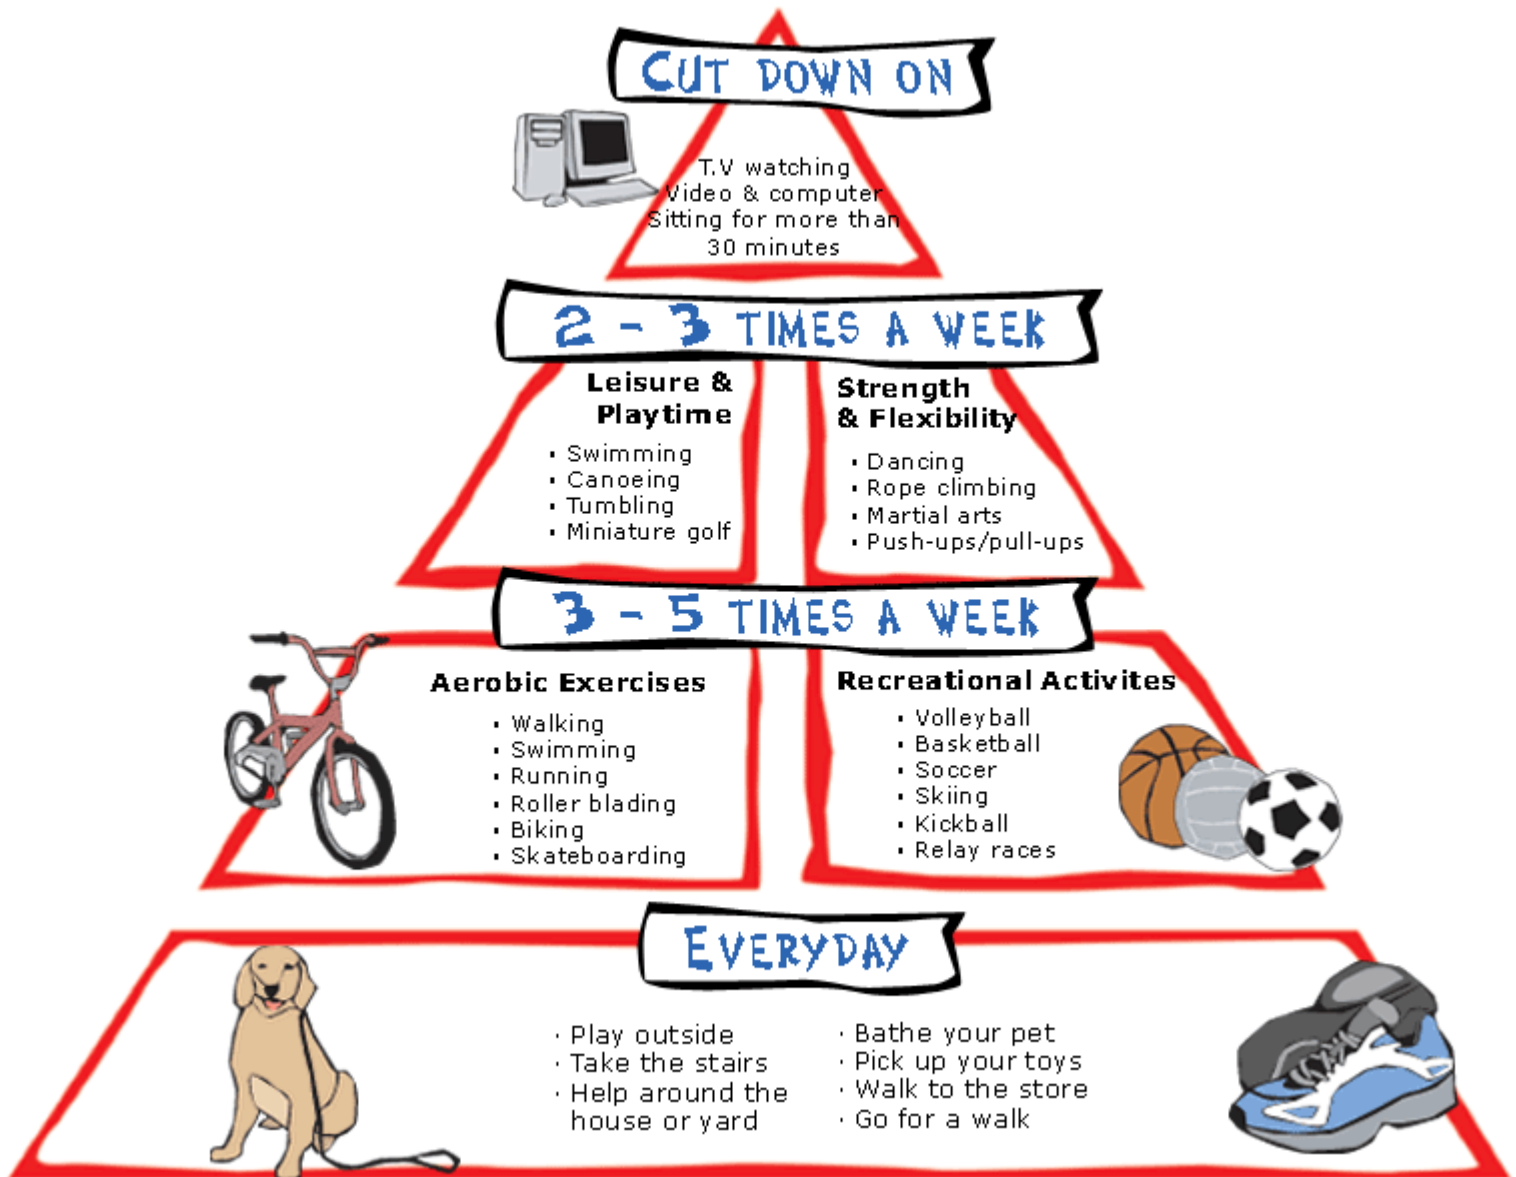 CUT DOWN ON
T.V watching
Video & computer
Sitting for more than
30 minutes
2 - 3 TIMES A WEEK
Leisure &
Playtime
▪ Swimming
▪ Canoeing
▪ Tumbling
▪ Miniature golf
Strength
& Flexibility
▪ Dancing
▪ Rope climbing
▪ Martial arts
▪ Push-ups/pull-ups
3 - 5 TIMES A WEEK
Aerobic Exercises
▪ Walking
▪ Swimming
▪ Running
▪ Roller blading
▪ Biking
▪ Skateboarding
Recreational Activites
▪ Volleyball
▪ Basketball
▪ Soccer
▪ Skiing
▪ Kickball
▪ Relay races
EVERYDAY
· Play outside
· Take the stairs
· Help around the
house or yard
· Bathe your pet
· Pick up your toys
· Walk to the store
· Go for a walk